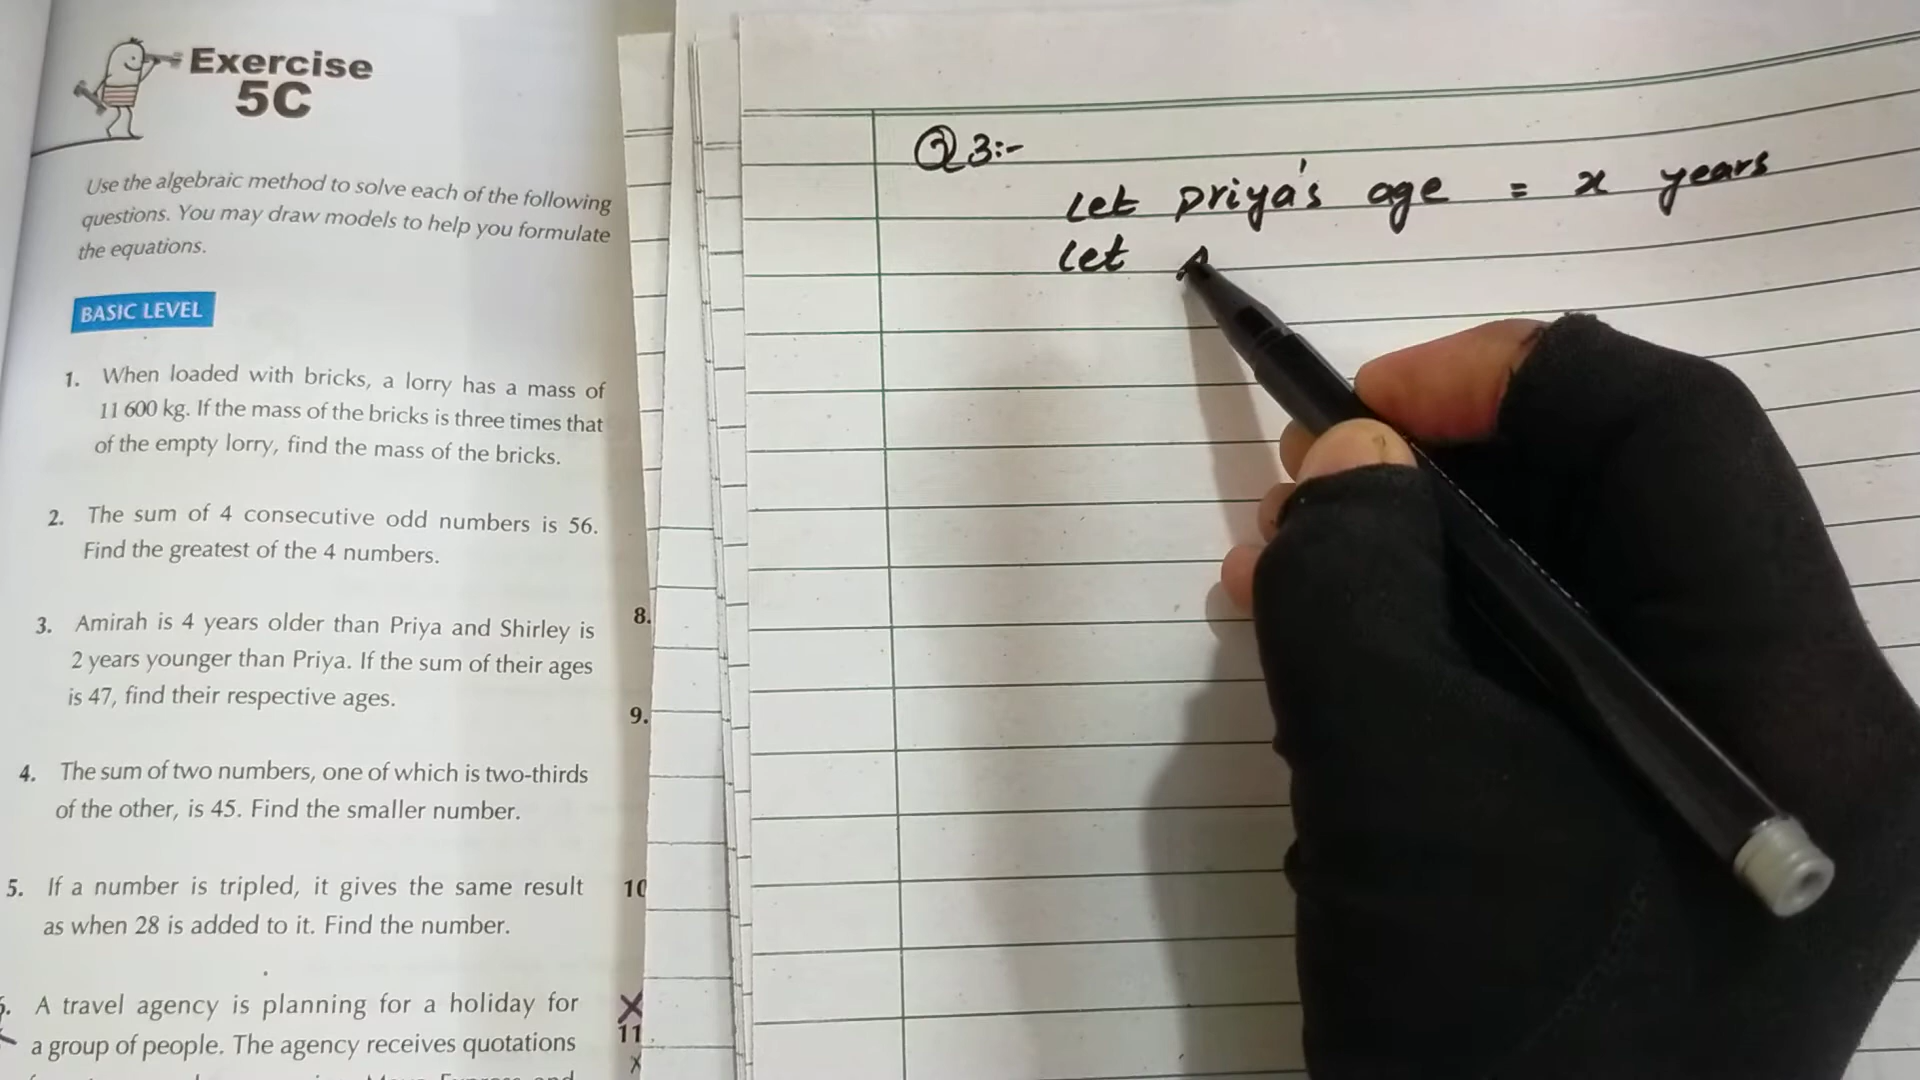 Exercise
5C
Use the algebraic method to solve each of the following
questions. You may draw models to help you formulate
the equations.
BASIC LEVEL
1. When loaded with bricks, a lorry has a mass of
11 600 kg. If the mass of the bricks is three times that
of the empty lorry, find the mass of the bricks.
2. The sum of 4 consecutive odd numbers is 56.
Find the greatest of the 4 numbers.
3. Amirah is 4 years older than Priya and Shirley is
2 years younger than Priya. If the sum of their ages
is 47, find their respective ages.
4. The sum of two numbers, one of which is two-thirds
of the other, is 45. Find the smaller number.
5. If a number is tripled, it gives the same result
as when 28 is added to it. Find the number.
A travel agency is planning for a holiday for
a group of people. The agency receives quotations
8.
9.
10
11
Q3:-
Let priya's age = x years
Let A